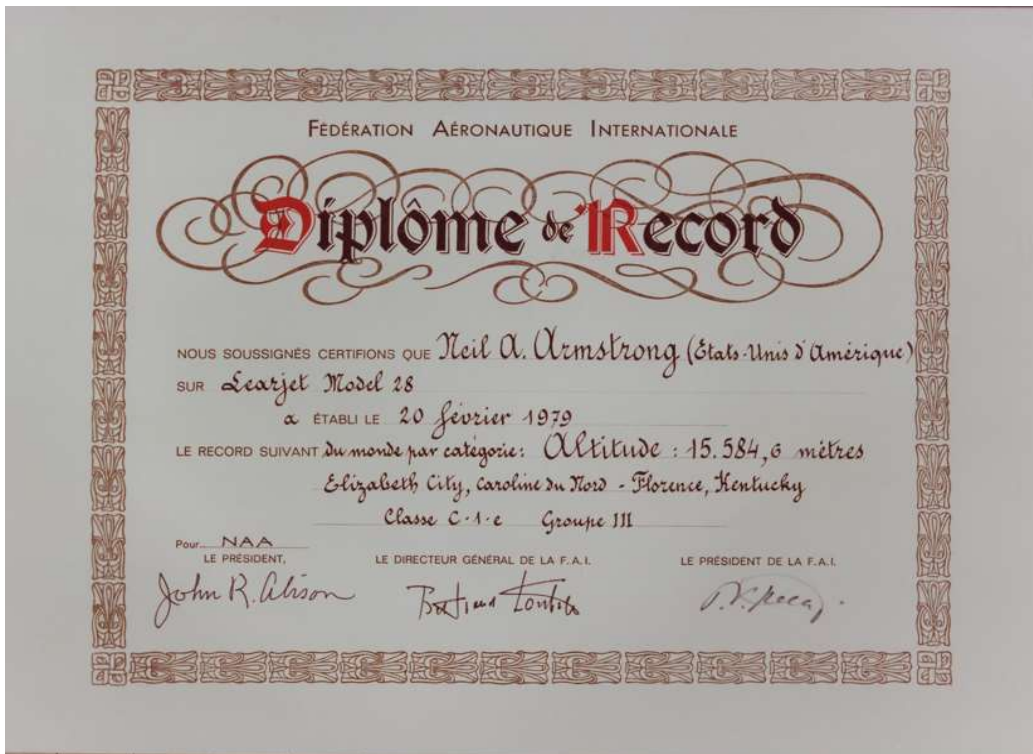 FÉDÉRATION AÉRONAUTIQUE INTERNATIONALE
Diplôme de Record
NOUS SOUSSIGNÉS CERTIFIONS QUE Neil A. Armstrong (États-Unis d'Amérique)
SUR Learjet Model 28
a ÉTABLI LE 20 février 1979
LE RECORD SUIVANT du monde par catégorie: Altitude : 15.584,6 mètres
Elizabeth City, Caroline du Nord - Florence, Kentucky
Classe C-1-e Groupe III
Pour NAA
LE PRÉSIDENT, LE DIRECTEUR GÉNÉRAL DE LA F.A.I. LE PRÉSIDENT DE LA F.A.I.
John R. Alison